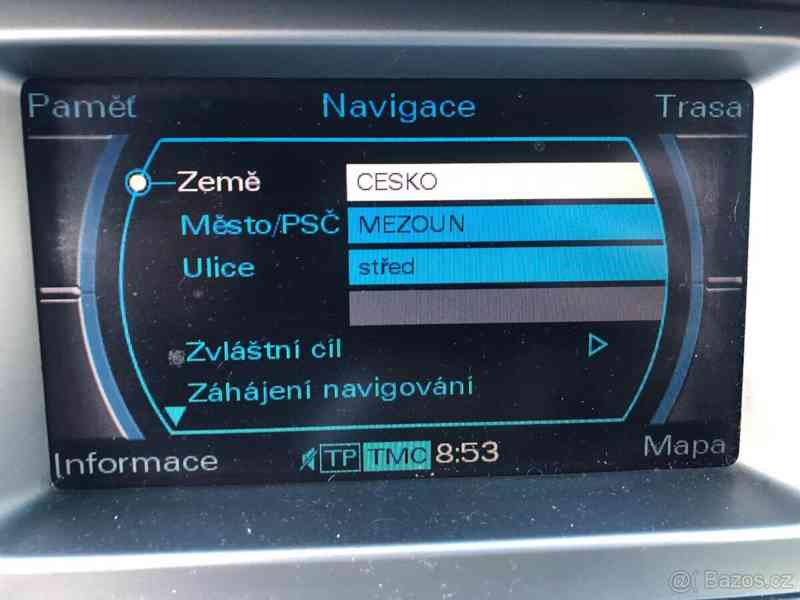 Paměť Navigace Trasa
Země CESKO
Město/PSČ MEZOUN
Ulice střed
Zvláštní cíl
Záhájení navigování
Informace TP TMC 8:53 Mapa
@ Bazos.cz